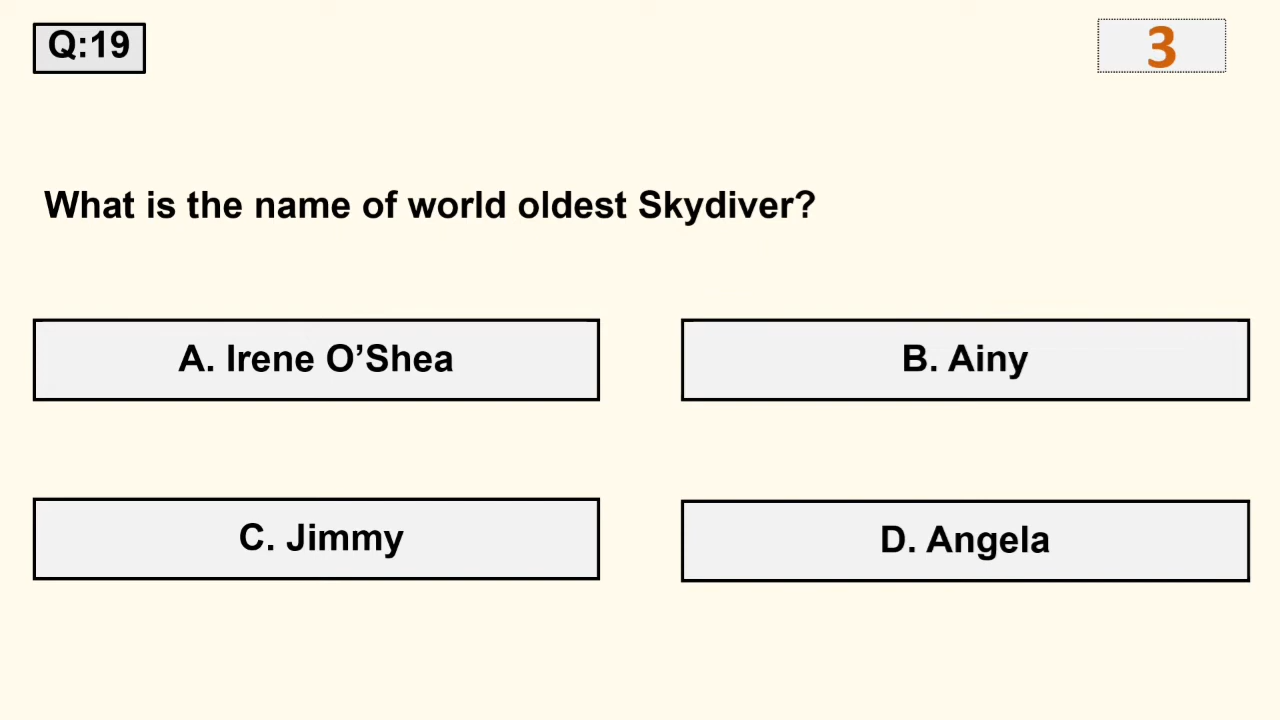 Q:19
3
What is the name of world oldest Skydiver?
A. Irene O’Shea
B. Ainy
C. Jimmy
D. Angela